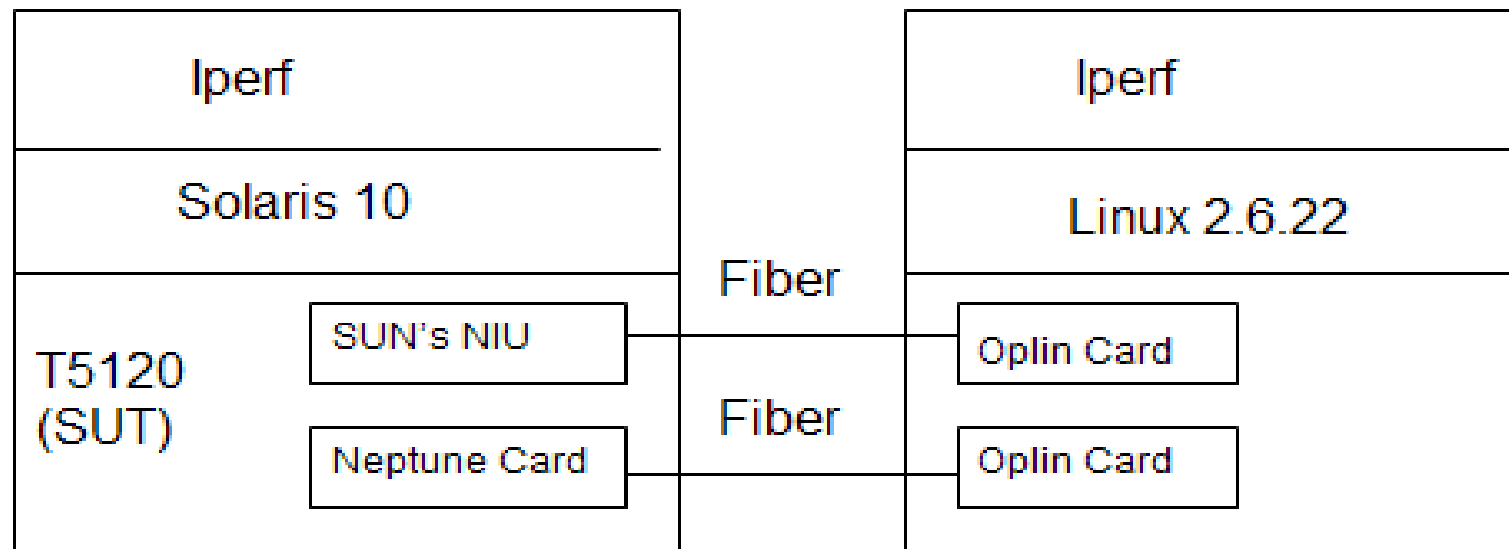 Iperf
Solaris 10
T5120
(SUT)
SUN's NIU
Neptune Card
Fiber
Fiber
Iperf
Linux 2.6.22
Oplin Card
Oplin Card